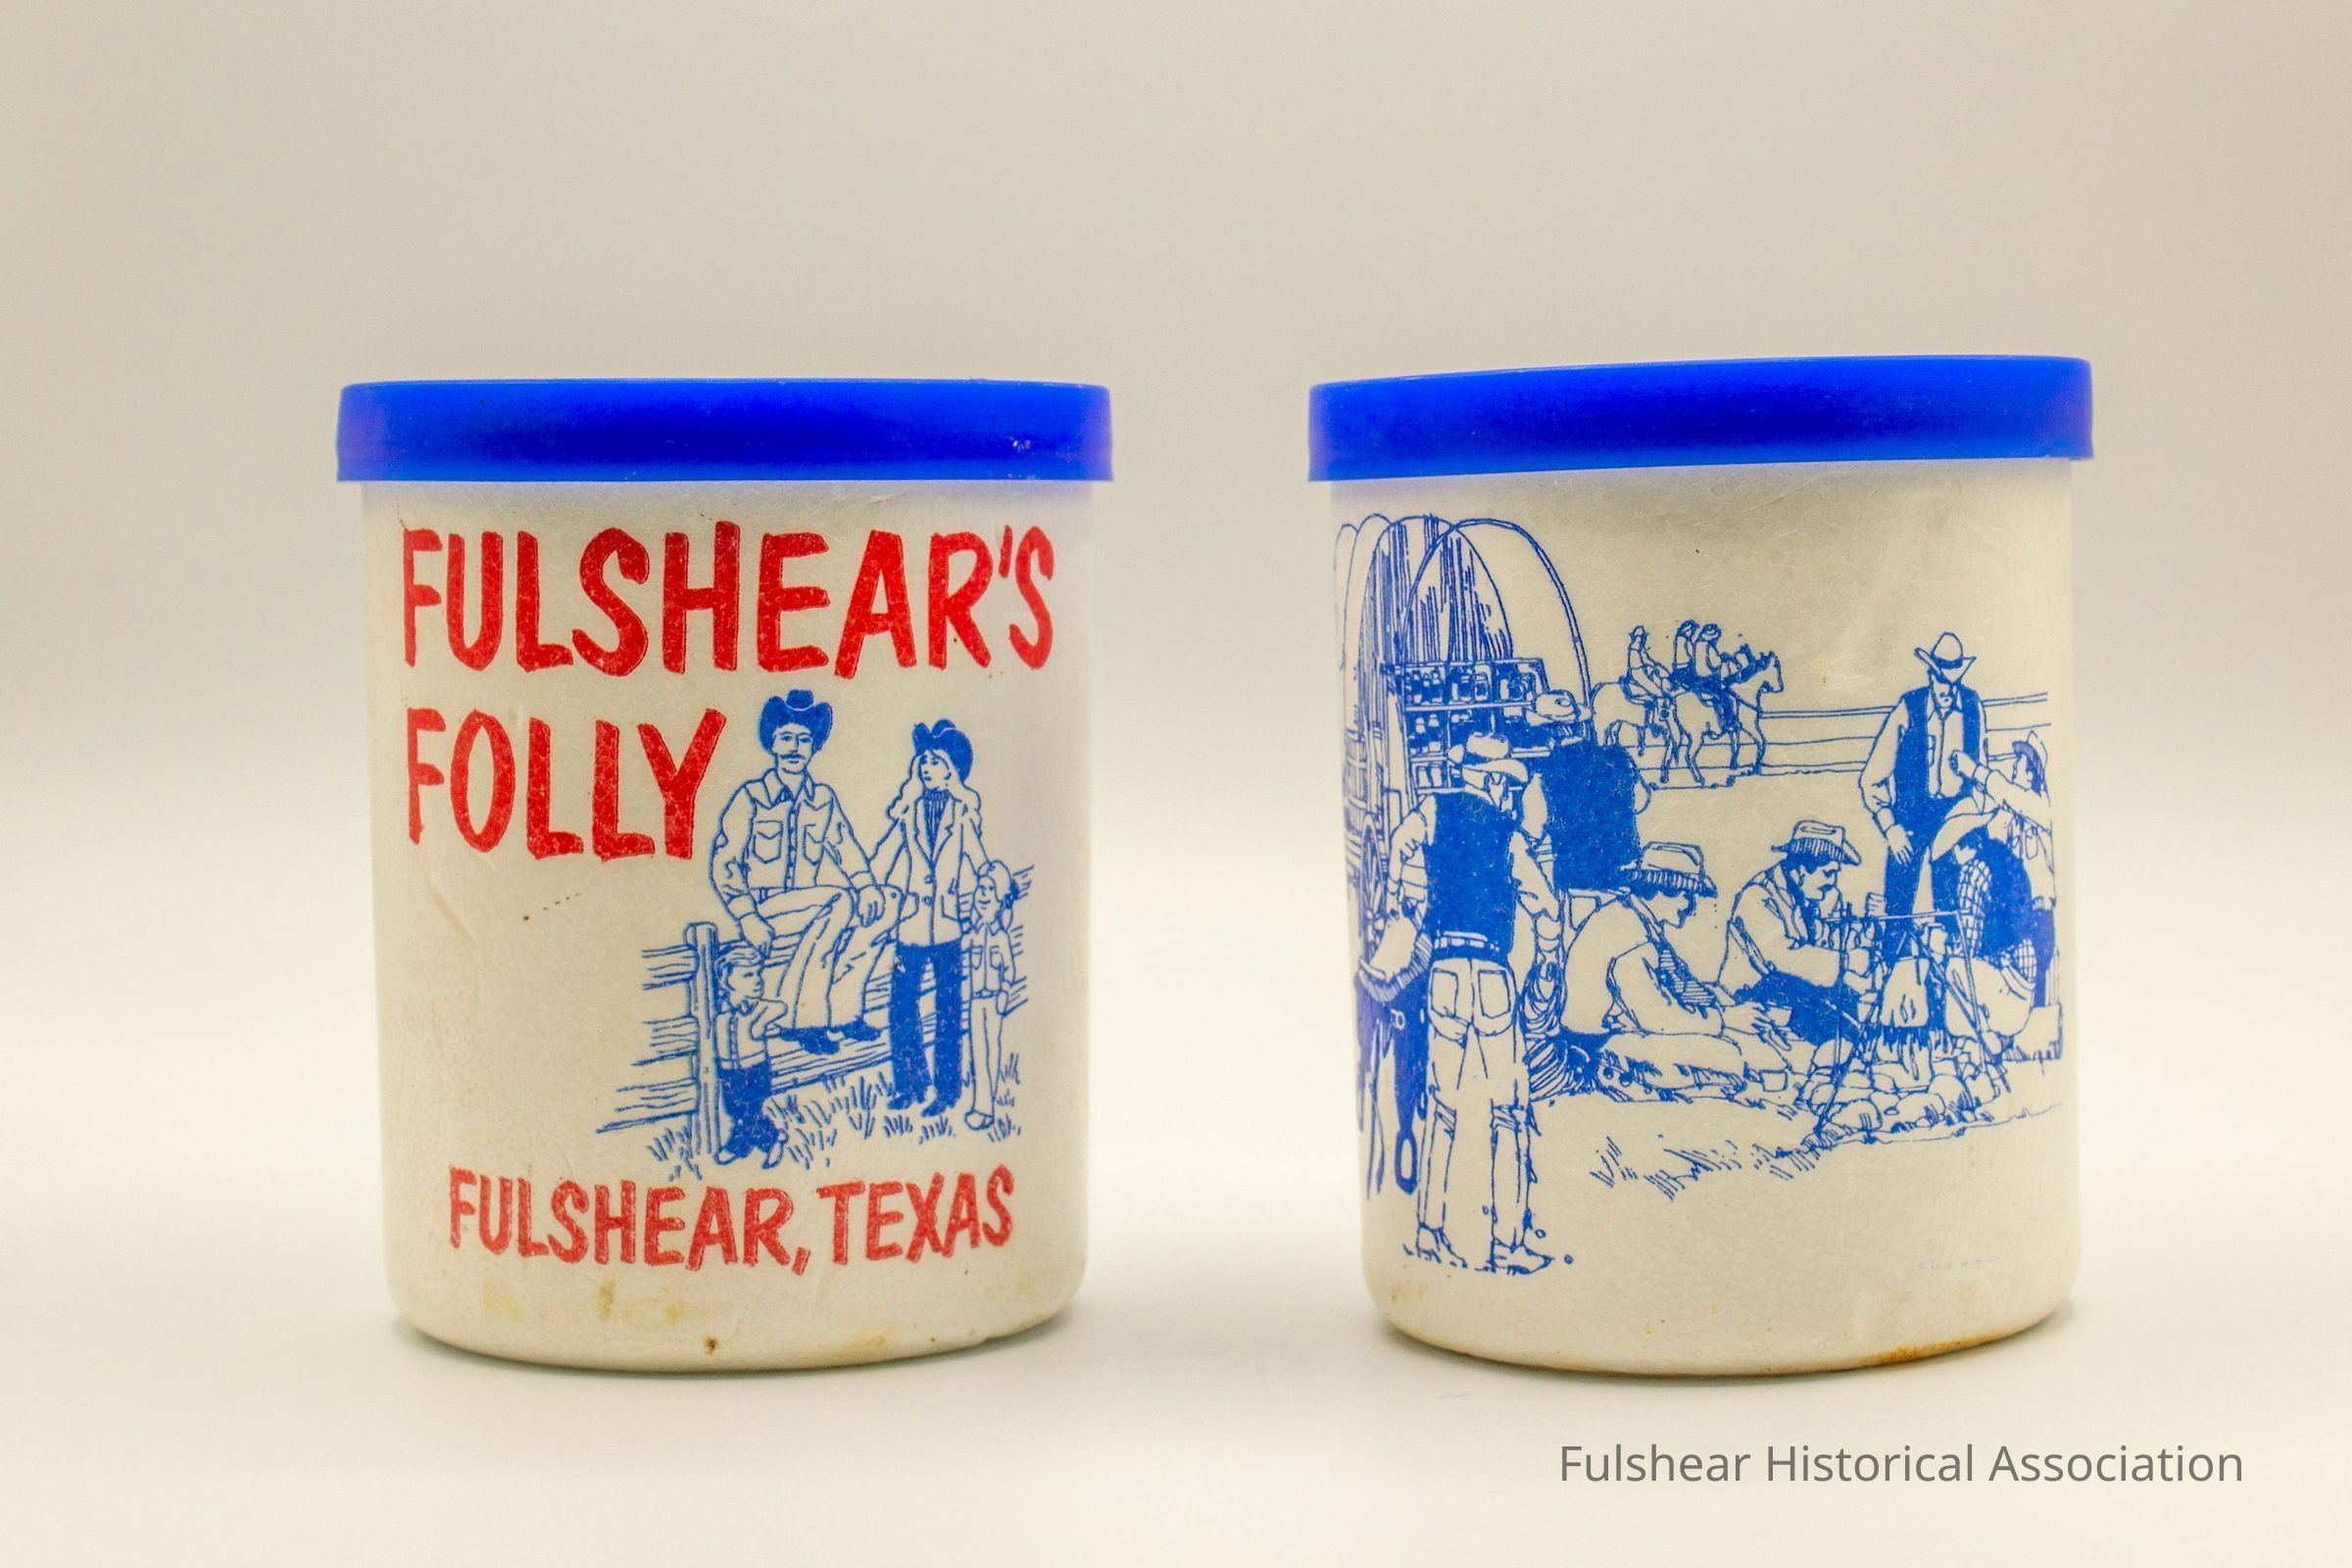 FULSHEAR'S
FOLLY
FULSHEAR, TEXAS
Fulshear Historical Association